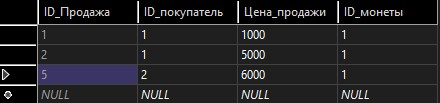 ID_Продажа ID_покупатель Цена_продажи ID_монеты
1 1 1000 1
2 1 5000 1
5 2 6000 1
NULL NULL NULL NULL